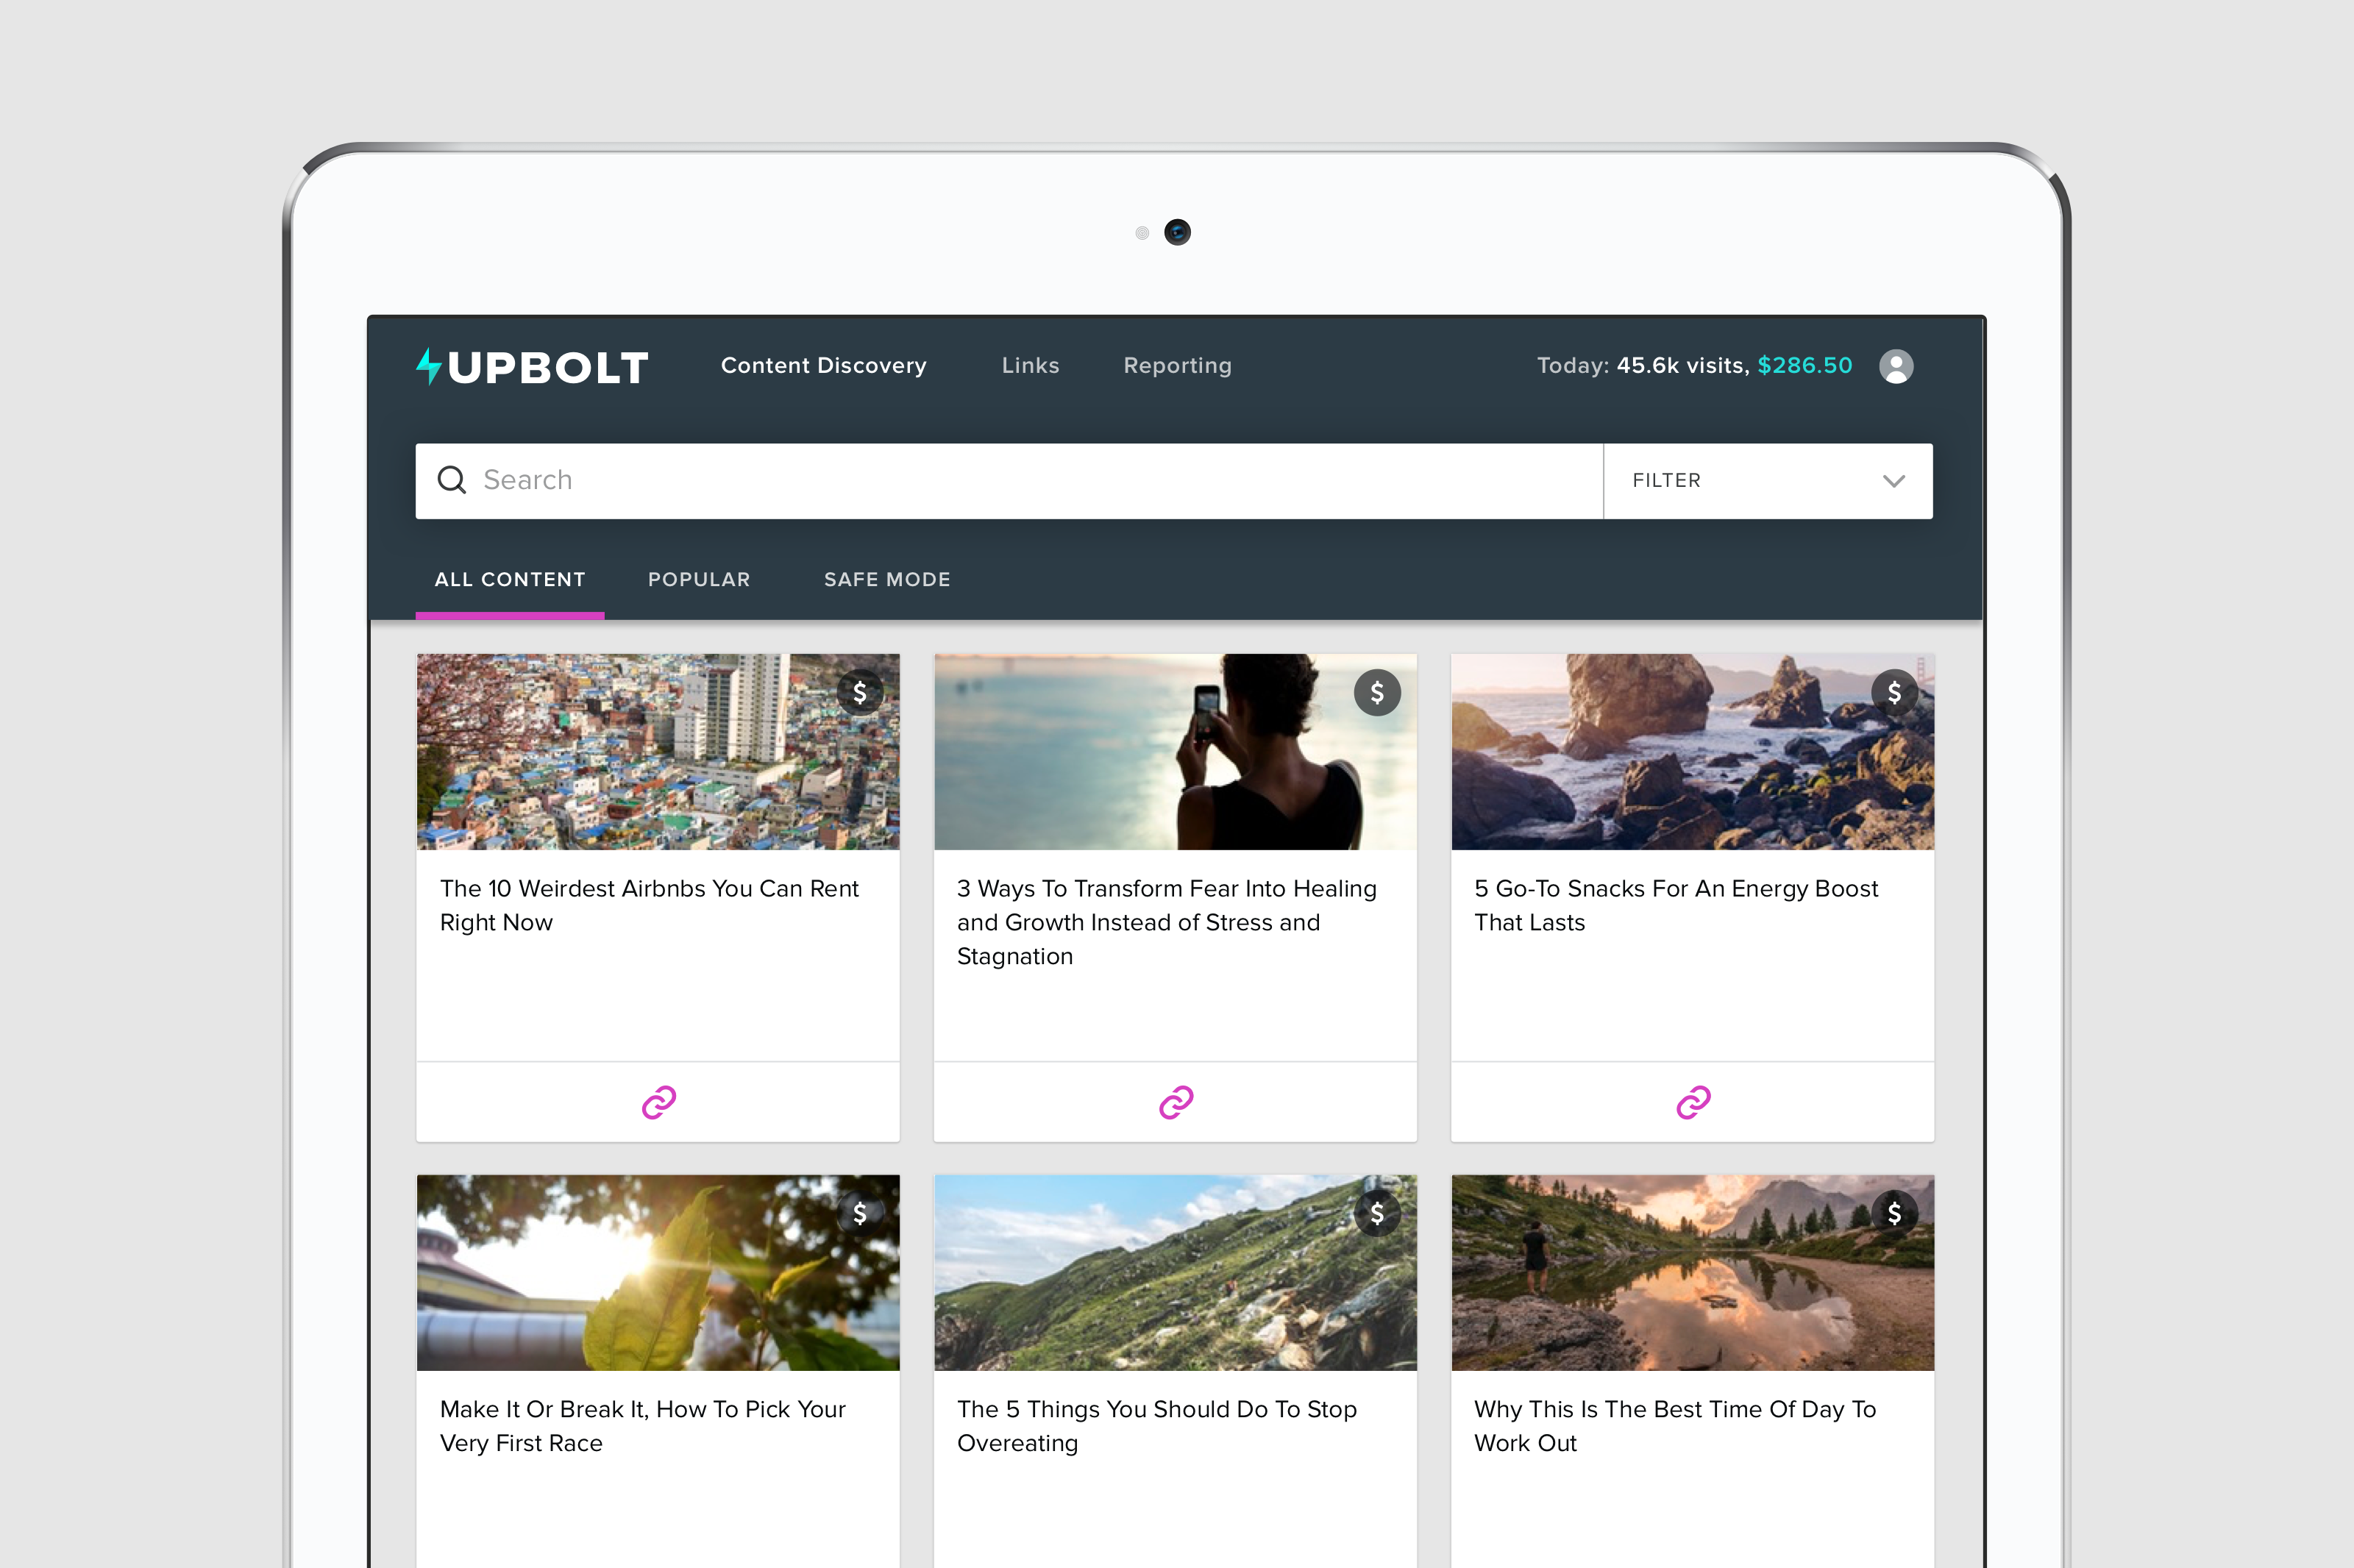 UPBOLT
Content Discovery
Links
Reporting
Today: 45.6k visits, $286.50
Search
FILTER
ALL CONTENT
POPULAR
SAFE MODE
$
$
$
The 10 Weirdest Airbnbs You Can Rent
Right Now
3 Ways To Transform Fear Into Healing
and Growth Instead of Stress and
Stagnation
5 Go-To Snacks For An Energy Boost
That Lasts
$
$
$
Make It Or Break It, How To Pick Your
Very First Race
The 5 Things You Should Do To Stop
Overeating
Why This Is The Best Time Of Day To
Work Out